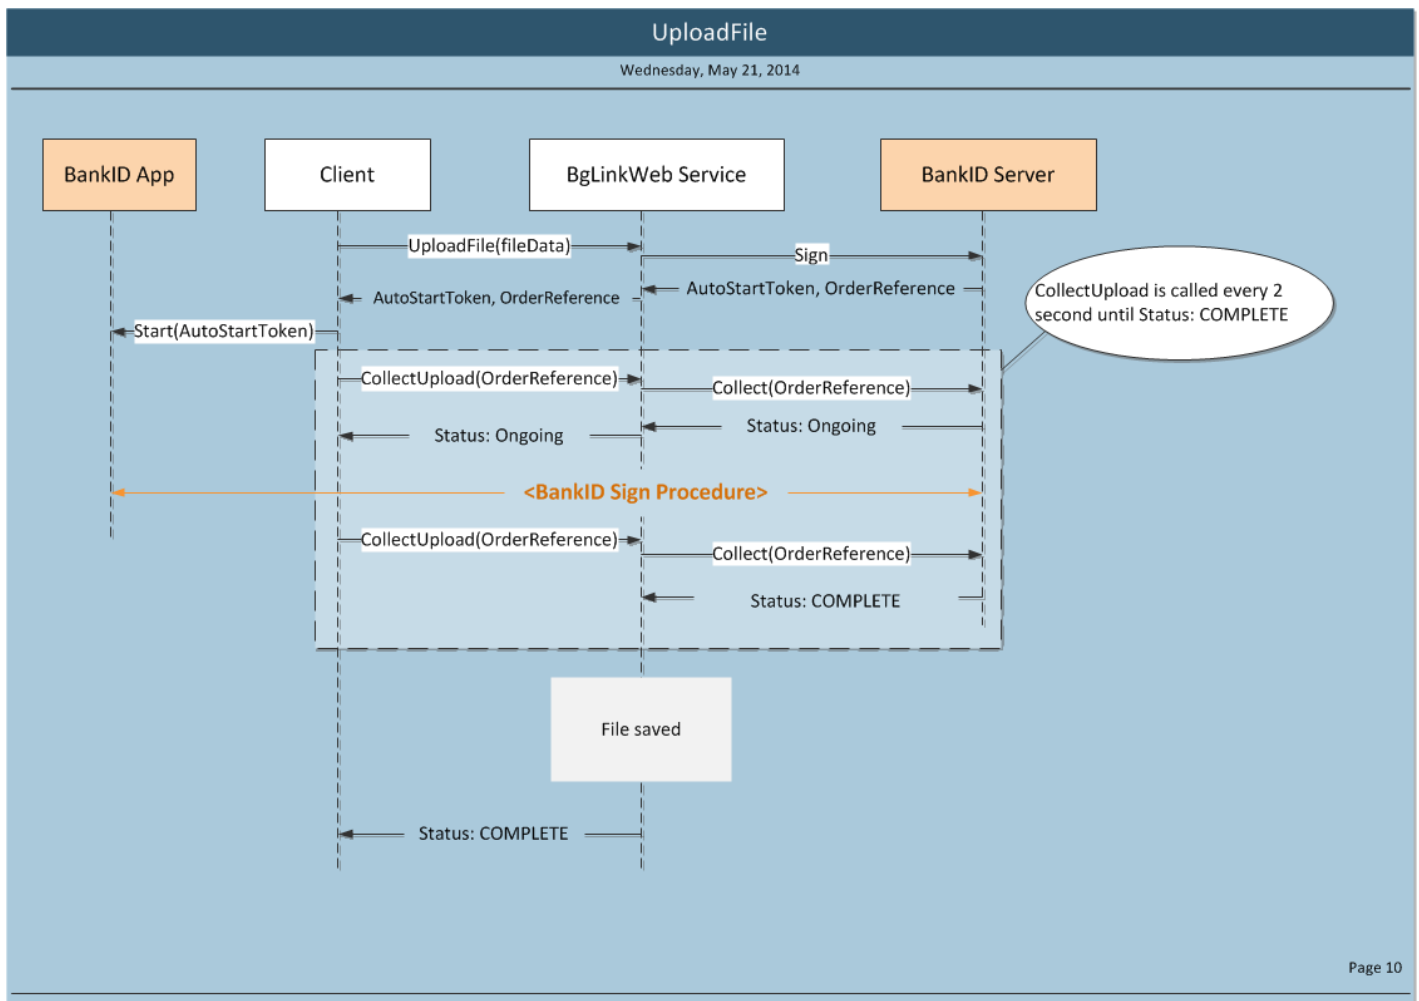 UploadFile
Wednesday, May 21, 2014
BankID App
Client
BgLinkWeb Service
BankID Server
UploadFile(fileData)
Sign
AutoStartToken, OrderReference
AutoStartToken, OrderReference
CollectUpload is called every 2
second until Status: COMPLETE
Start(AutoStartToken)
CollectUpload(OrderReference)
Collect(OrderReference)
Status: Ongoing
Status: Ongoing
<BankID Sign Procedure>
CollectUpload(OrderReference)
Collect(OrderReference)
Status: COMPLETE
File saved
Status: COMPLETE
Page 10